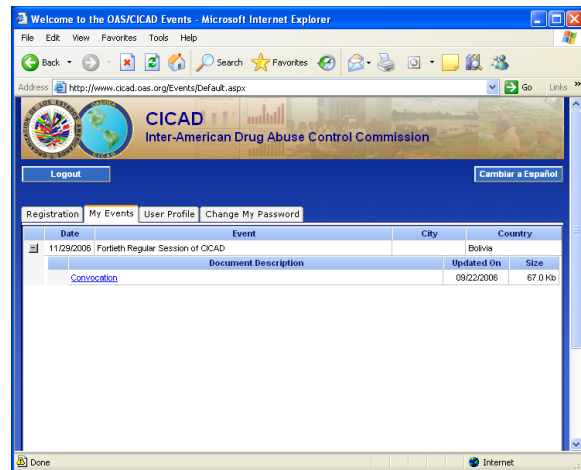 Welcome to the OAS/CICAD Events - Microsoft Internet Explorer
File Edit View Favorites Tools Help
Back Search Favorites
Address http://www.cicad.oas.org/Events/Default.aspx Go Links »
CICAD
Inter-American Drug Abuse Control Commission
Logout Cambiar a Español
Registration My Events User Profile Change My Password
Date Event City Country
11/29/2006 Fortieth Regular Session of CICAD Bolivia
Document Description Updated On Size
Convocation 09/22/2006 67.0 Kb
Done Internet